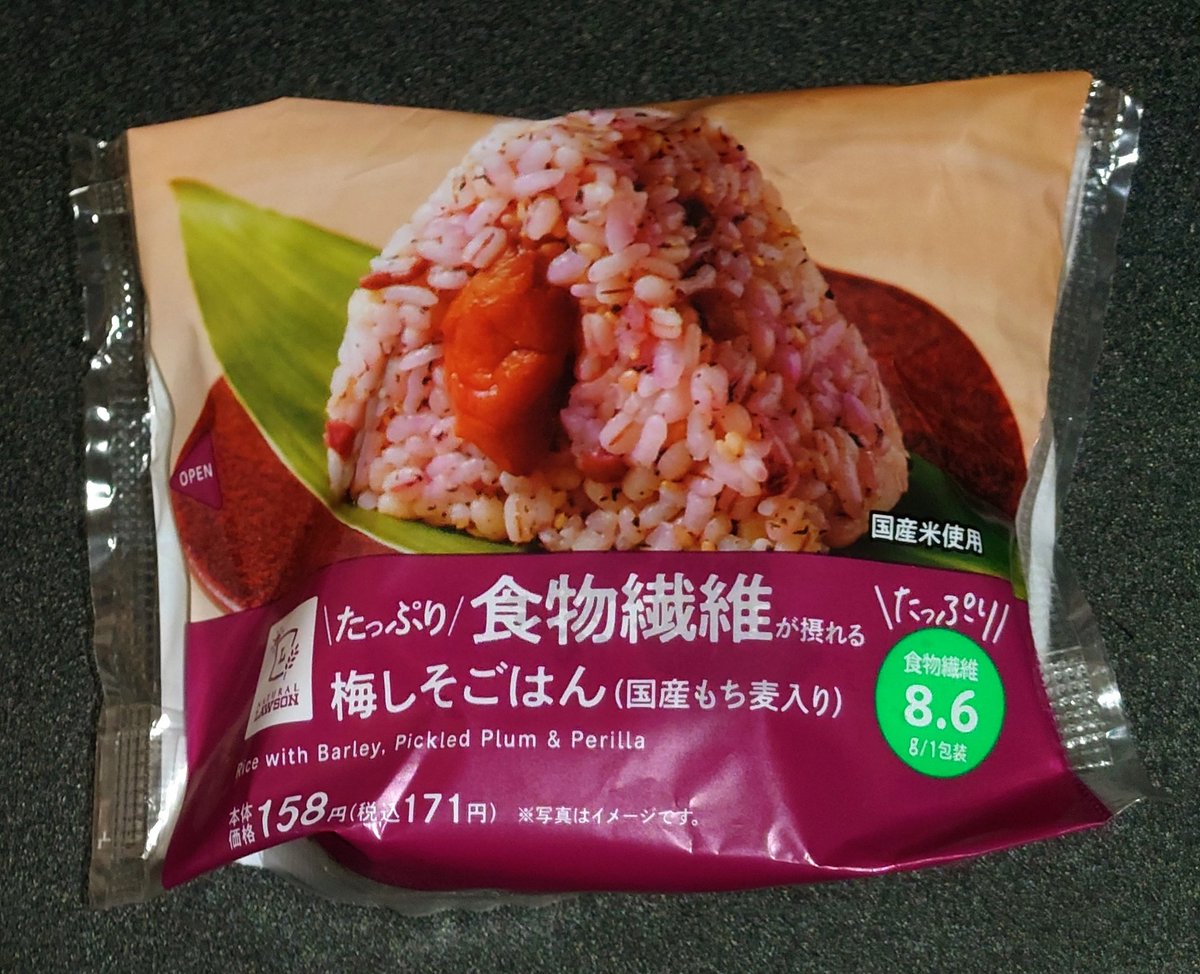 OPEN
国産米使用
\たっぷり/食物繊維が摂れる
梅しそごはん(国産もち麦入り)
Rice with Barley, Pickled Plum & Perilla
NATURAL
LAWSON
\たっぷり/
食物繊維
8.6
g/1包装
本体価格158円(税込171円) ※写真はイメージです。